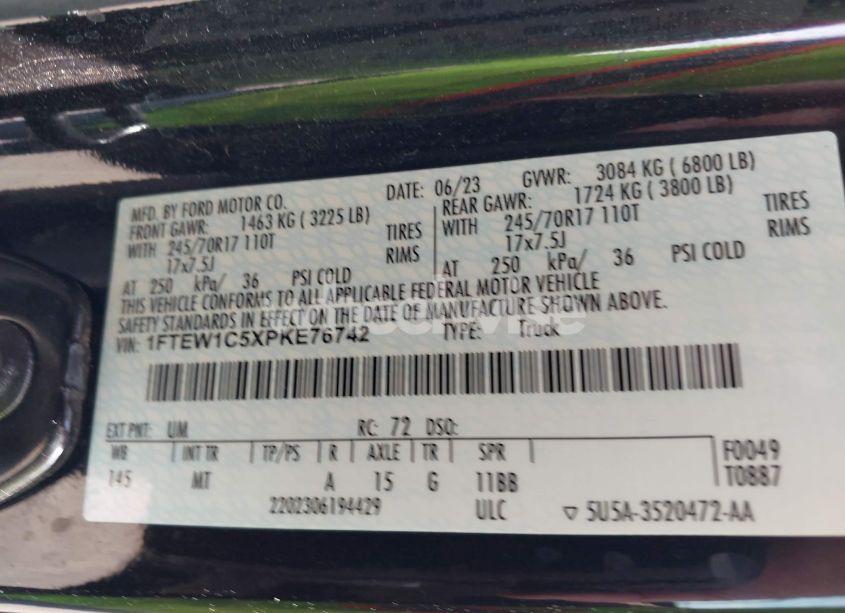 MFD. BY FORD MOTOR CO. DATE: 06/23 GVWR: 3084 KG ( 6800 LB)
FRONT GAWR: 1463 KG ( 3225 LB) REAR GAWR: 1724 KG ( 3800 LB)
WITH 245/70R17 110T TIRES WITH 245/70R17 110T TIRES
17x7.5J RIMS 17x7.5J RIMS
AT 250 kPa/ 36 PSI COLD AT 250 kPa/ 36 PSI COLD
THIS VEHICLE CONFORMS TO ALL APPLICABLE FEDERAL MOTOR VEHICLE
SAFETY STANDARDS IN EFFECT ON THE DATE OF MANUFACTURE SHOWN ABOVE.
VIN: 1FTEW1C5XPKE76742 TYPE: Truck
EXT PNT: UM RC: 72 DSO:
WB INT TR TP/PS R AXLE TR SPR F0049
145 MT A 15 G 11BB T0887
2202306194429 ULC ▽ 5U5A-3520472-AA